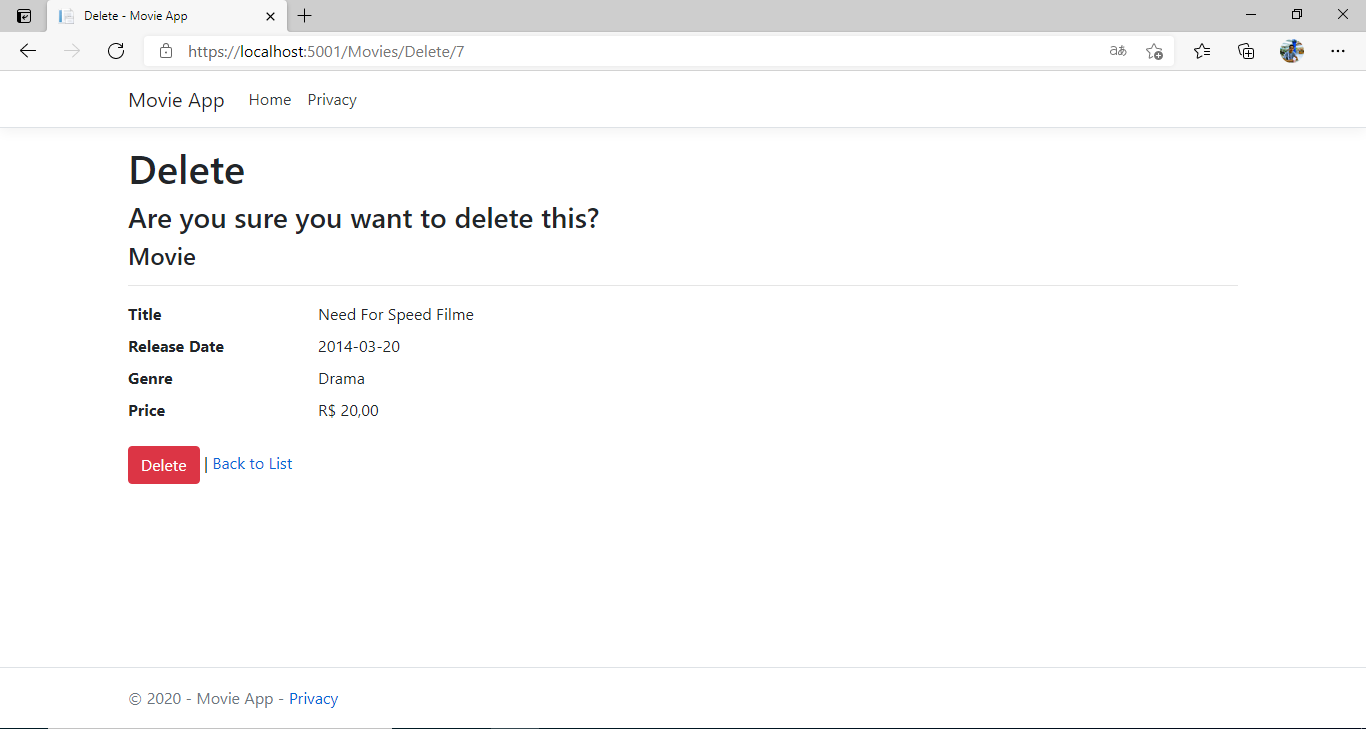 Delete - Movie App
https://localhost:5001/Movies/Delete/7
aあ
Movie App Home Privacy
Delete
Are you sure you want to delete this?
Movie
Title Need For Speed Filme
Release Date 2014-03-20
Genre Drama
Price R$ 20,00
Delete | Back to List
© 2020 - Movie App - Privacy